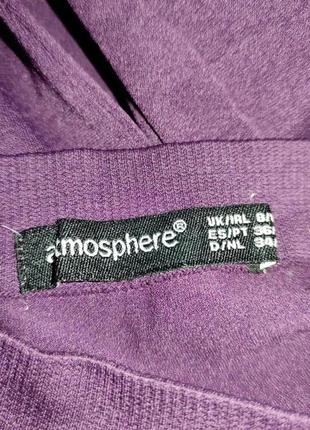 atmosphere®
UK/IRL 8/
ES/PT 36
D/NL 34